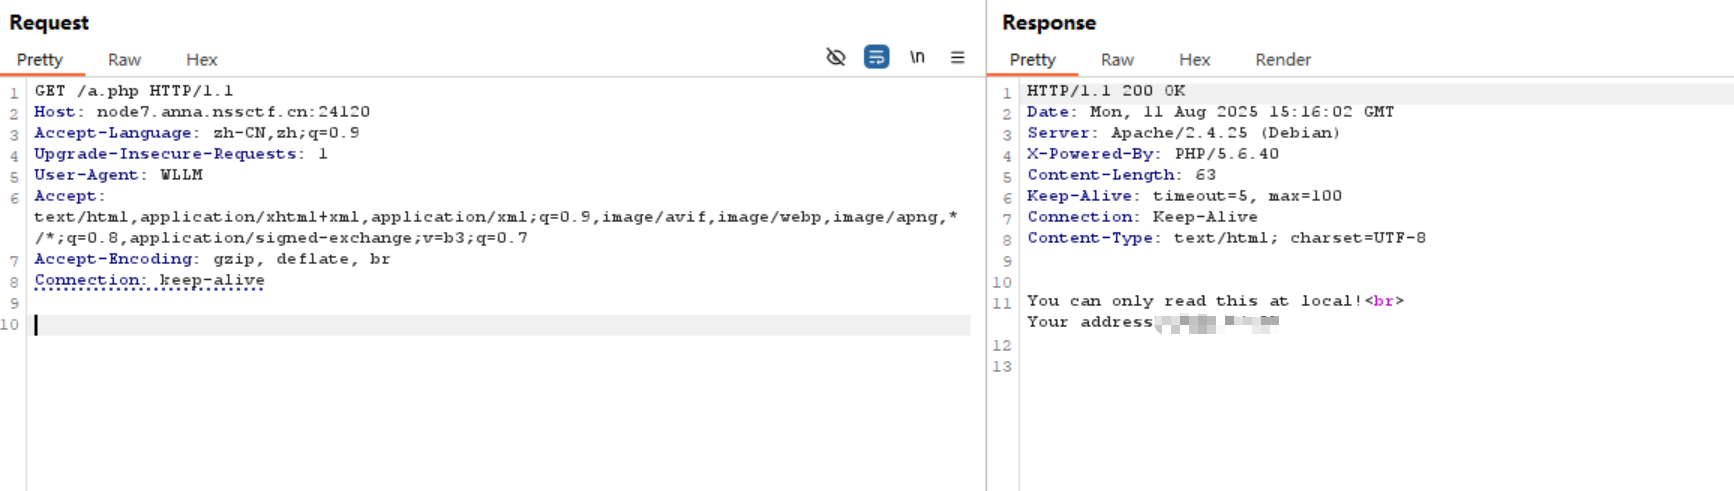 Request
Pretty Raw Hex
\n
1 GET /a.php HTTP/1.1
2 Host: node7.anna.nssctf.cn:24120
3 Accept-Language: zh-CN,zh;q=0.9
4 Upgrade-Insecure-Requests: 1
5 User-Agent: WLLM
6 Accept:
text/html,application/xhtml+xml,application/xml;q=0.9,image/avif,image/webp,image/apng,*
/*;q=0.8,application/signed-exchange;v=b3;q=0.7
7 Accept-Encoding: gzip, deflate, br
8 Connection: keep-alive
9
10
Response
Pretty Raw Hex Render
1 HTTP/1.1 200 OK
2 Date: Mon, 11 Aug 2025 15:16:02 GMT
3 Server: Apache/2.4.25 (Debian)
4 X-Powered-By: PHP/5.6.40
5 Content-Length: 63
6 Keep-Alive: timeout=5, max=100
7 Connection: Keep-Alive
8 Content-Type: text/html; charset=UTF-8
9
10
11 You can only read this at local!<br>
Your address
12
13